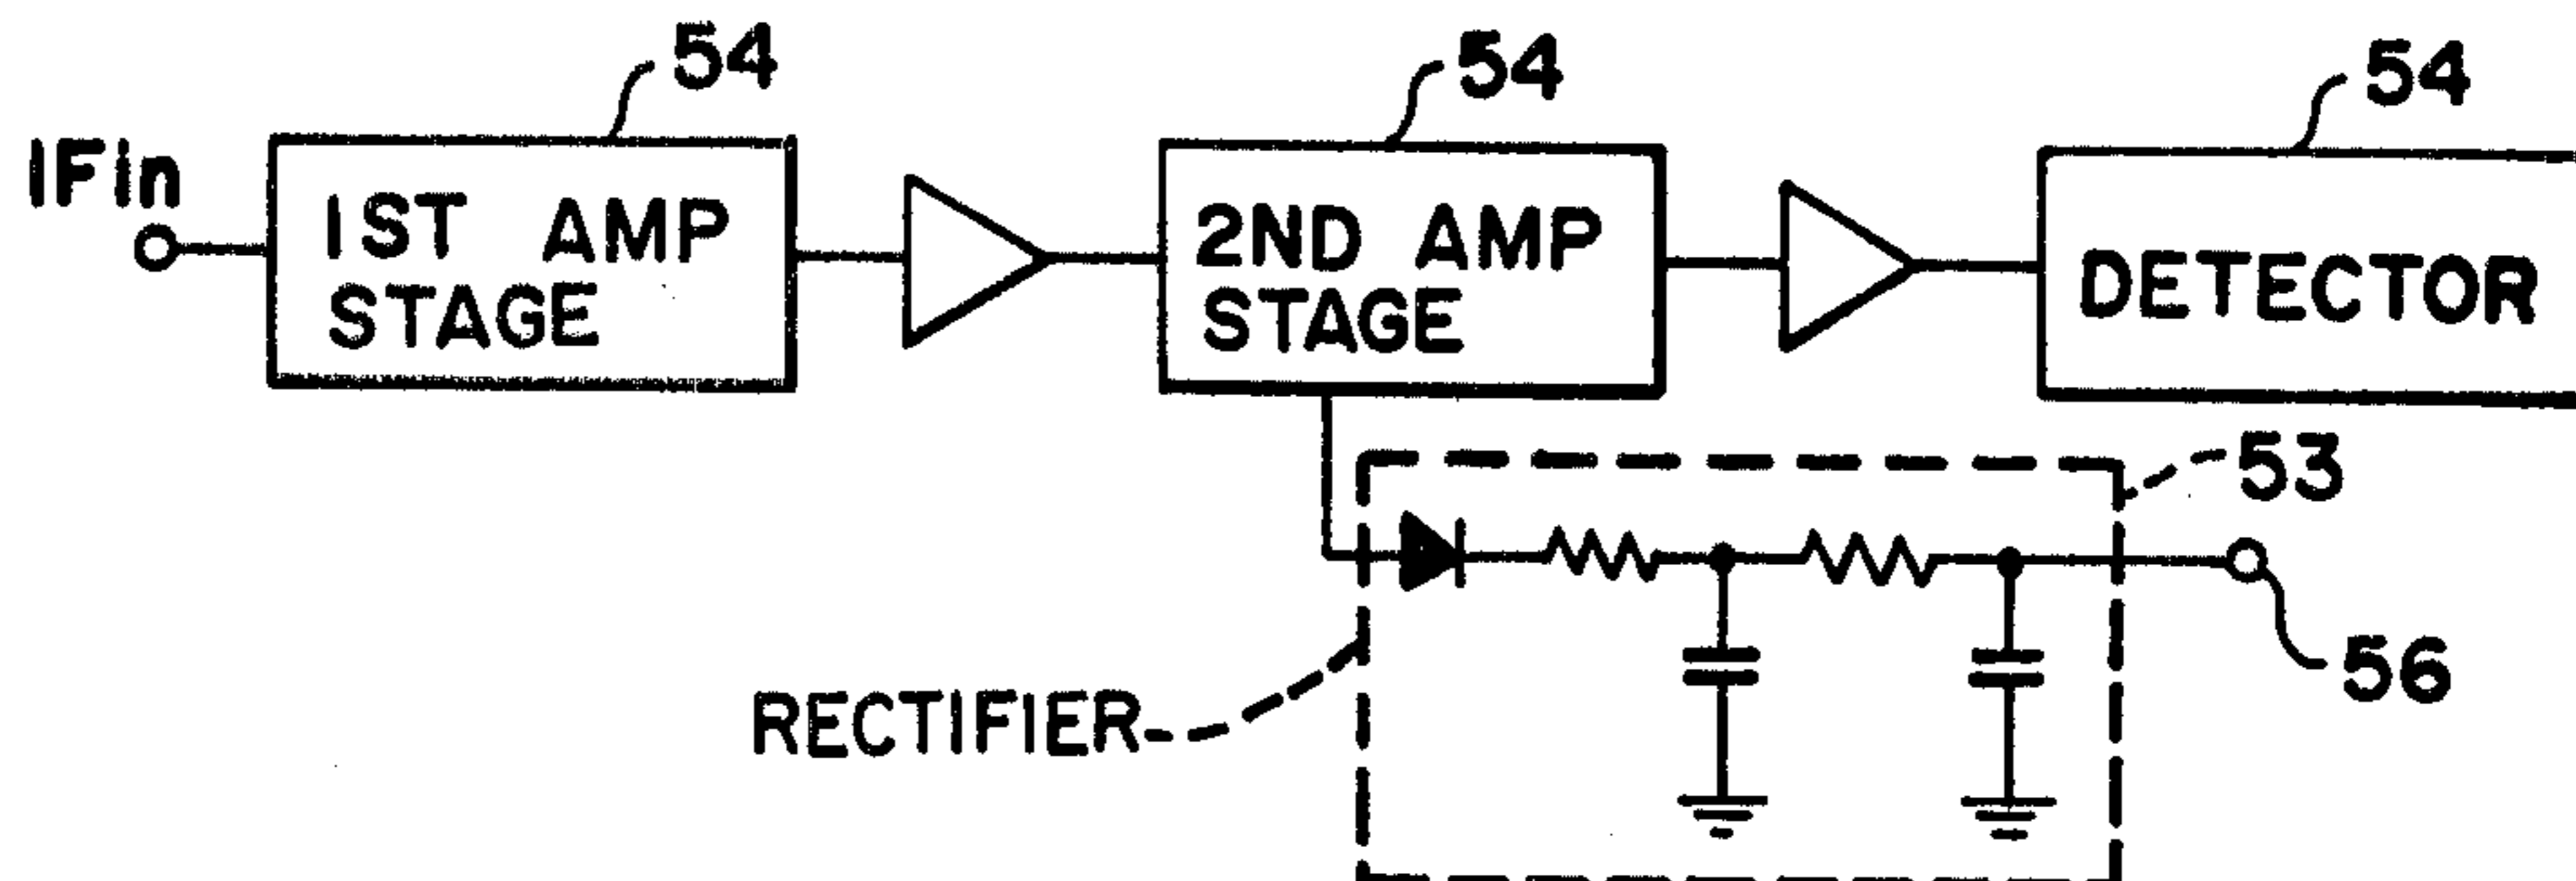 54
54
54
IFin
1ST AMP
STAGE
2ND AMP
STAGE
DETECTOR
53
RECTIFIER
56